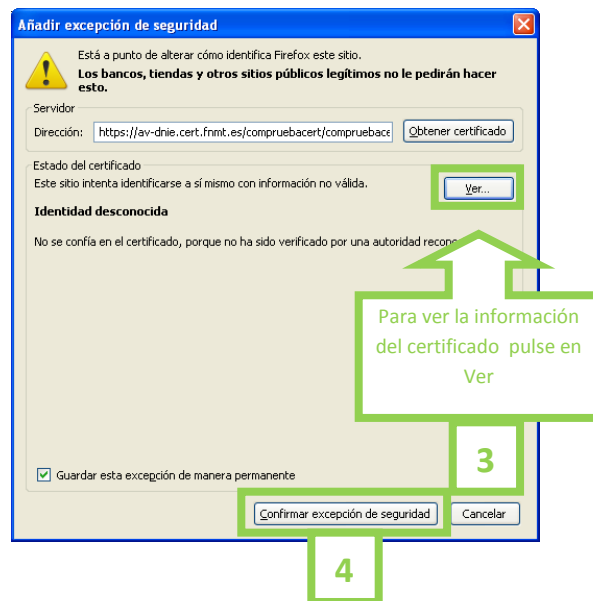 Añadir excepción de seguridad
Está a punto de alterar cómo identifica Firefox este sitio.
Los bancos, tiendas y otros sitios públicos legítimos no le pedirán hacer
esto.
Servidor
Dirección: https://av-dnie.cert.fnmt.es/compruebacert/compruebace Obtener certificado
Estado del certificado
Este sitio intenta identificarse a sí mismo con información no válida.
Ver...
Identidad desconocida
No se confía en el certificado, porque no ha sido verificado por una autoridad
Para ver la información
del certificado pulse en
Ver
3
Guardar esta excepción de manera permanente
Confirmar excepción de seguridad Cancelar
4